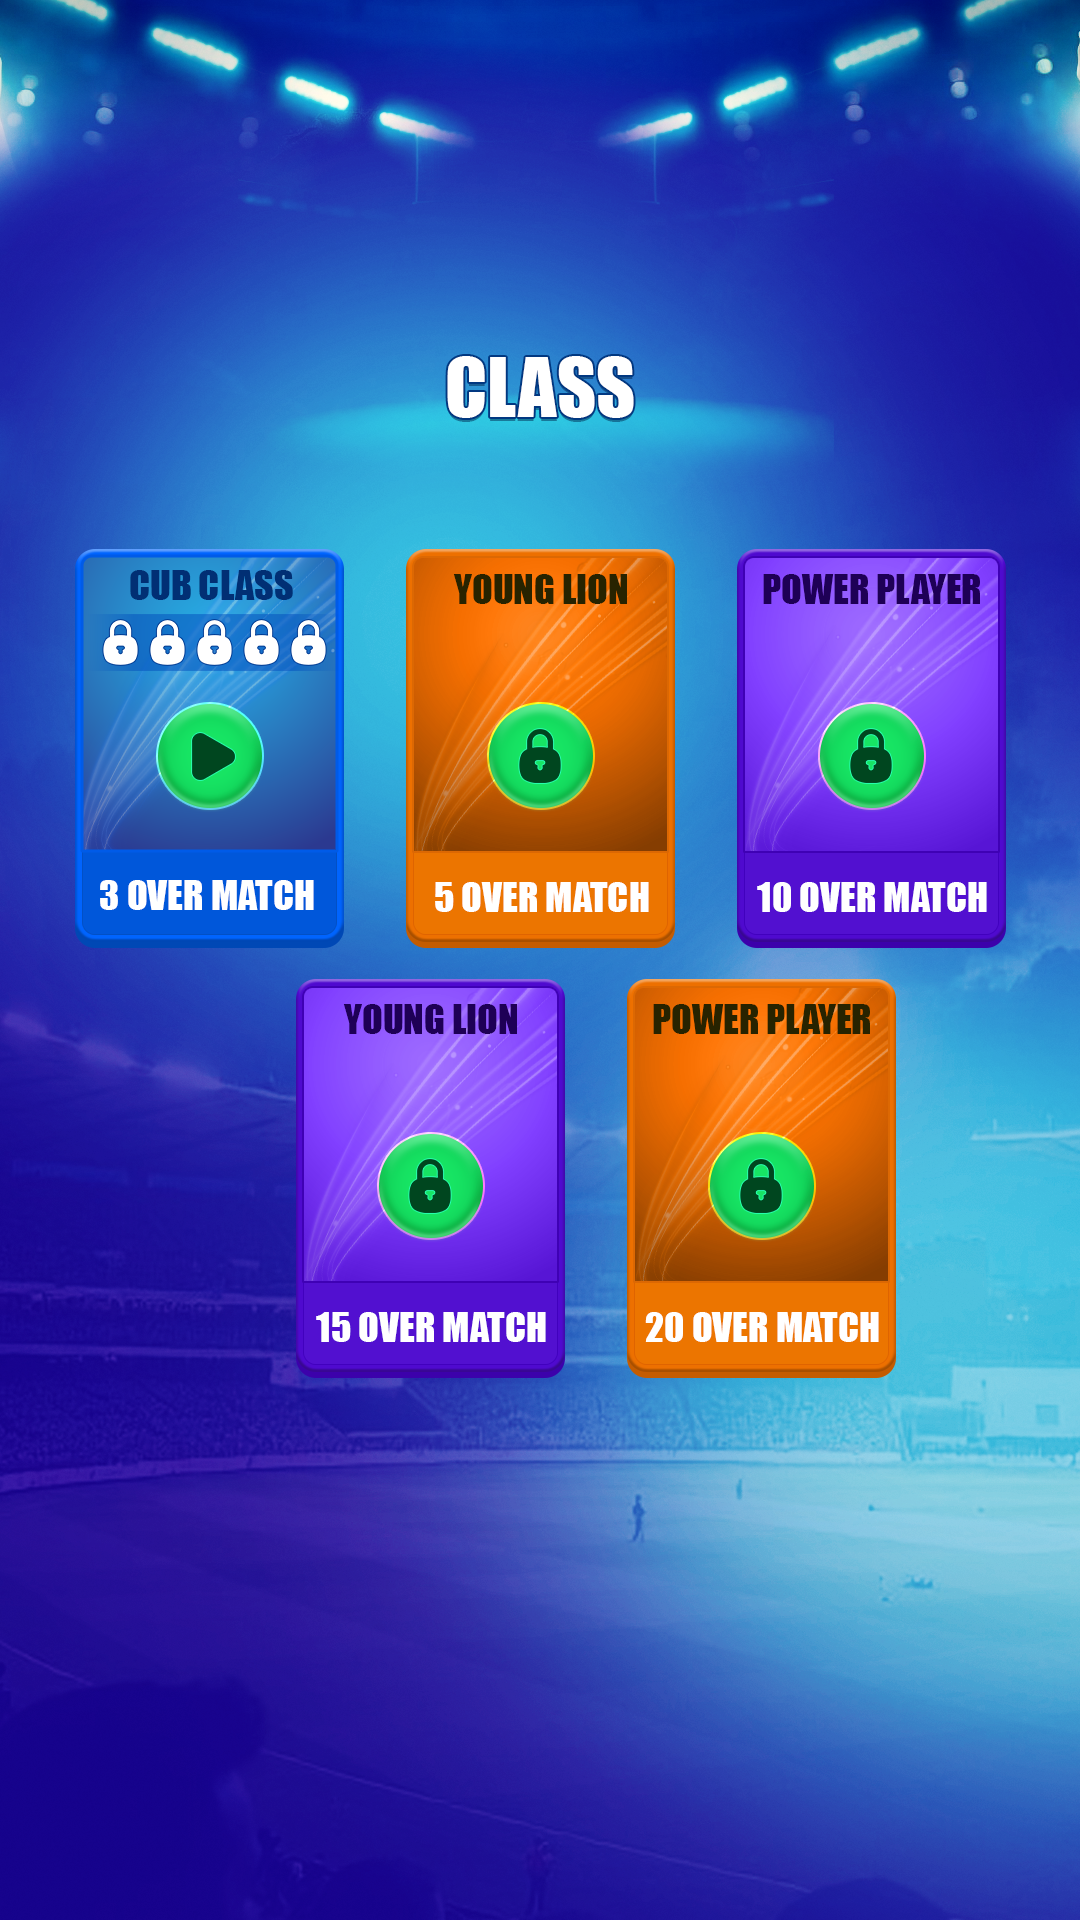 CLASS
CUB CLASS
3 OVER MATCH
YOUNG LION
5 OVER MATCH
POWER PLAYER
10 OVER MATCH
YOUNG LION
15 OVER MATCH
POWER PLAYER
20 OVER MATCH